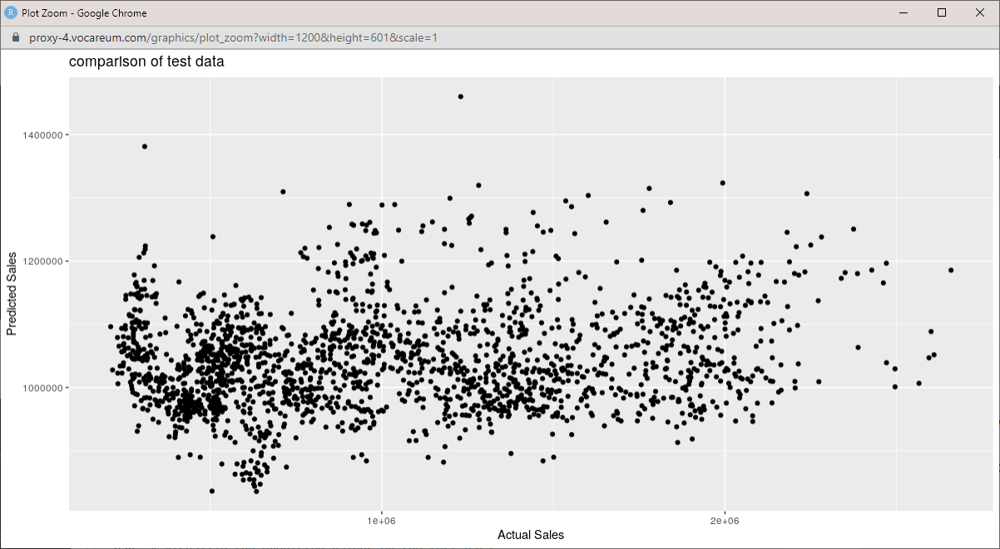 R Plot Zoom - Google Chrome
proxy-4.vocareum.com/graphics/plot_zoom?width=1200&height=601&scale=1
comparison of test data
1400000
1200000
1000000
Predicted Sales
1e+06 2e+06
Actual Sales